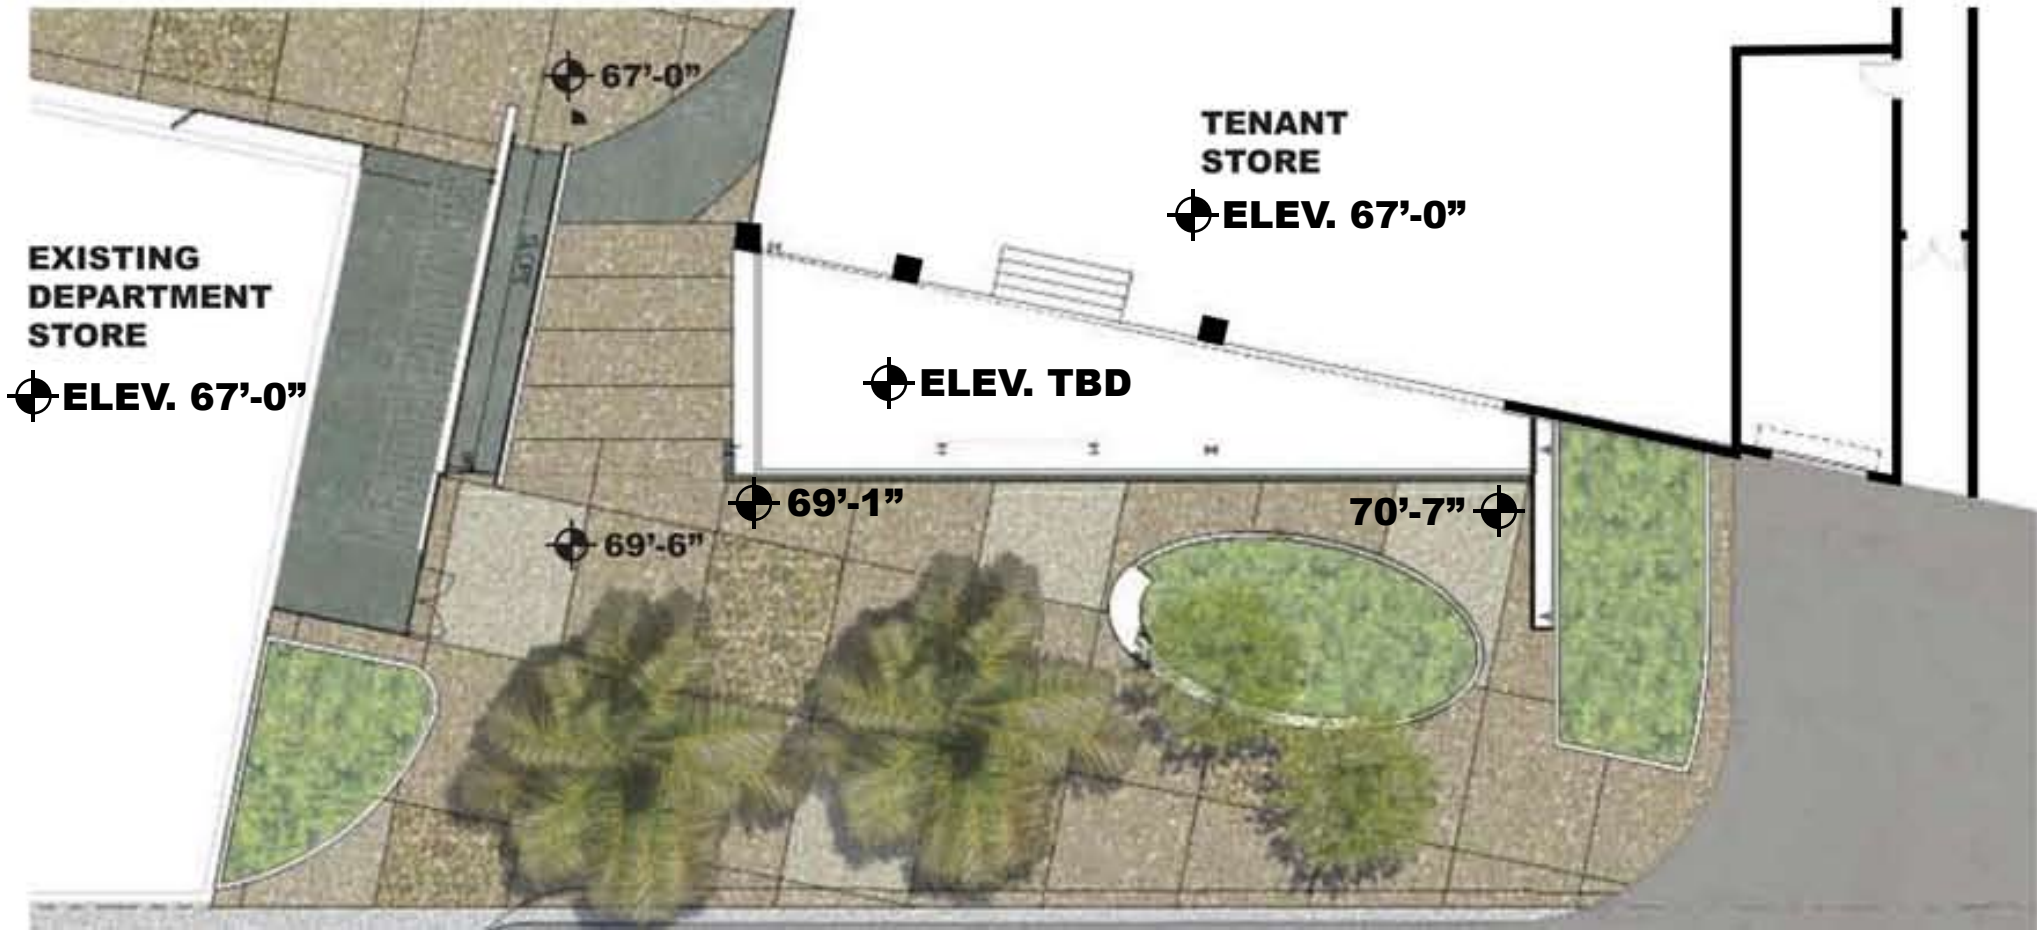 67’-0”
TENANT
STORE
ELEV. 67’-0”
EXISTING
DEPARTMENT
STORE
ELEV. 67’-0”
ELEV. TBD
69’-1”
70’-7”
69’-6”